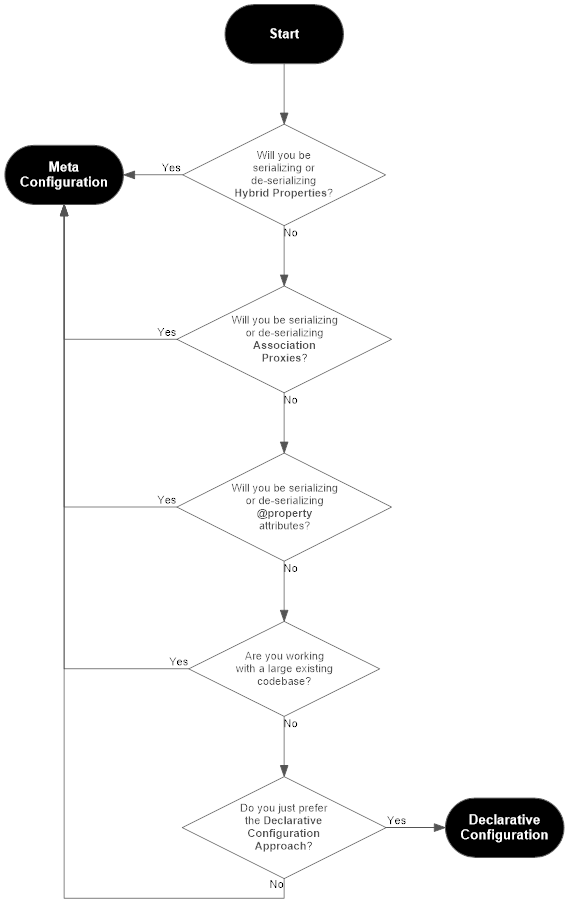 Start
Will you be
serializing or
de-serializing
Hybrid Properties?
Yes
Meta
Configuration
No
Will you be serializing
or de-serializing
Association
Proxies?
Yes
No
Will you be serializing
or de-serializing
@property
attributes?
Yes
No
Are you working
with a large existing
codebase?
Yes
No
Do you just prefer
the Declarative
Configuration
Approach?
Yes
Declarative
Configuration
No